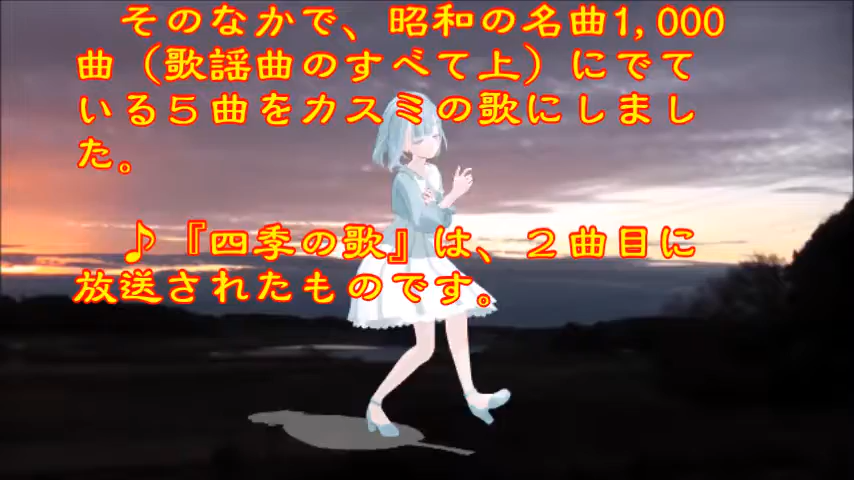 そのなかで、昭和の名曲1,000
曲（歌謡曲のすべて上）にでて
いる５曲をカスミの歌にしまし
た。
♪『四季の歌』は、２曲目に
放送されたものです。